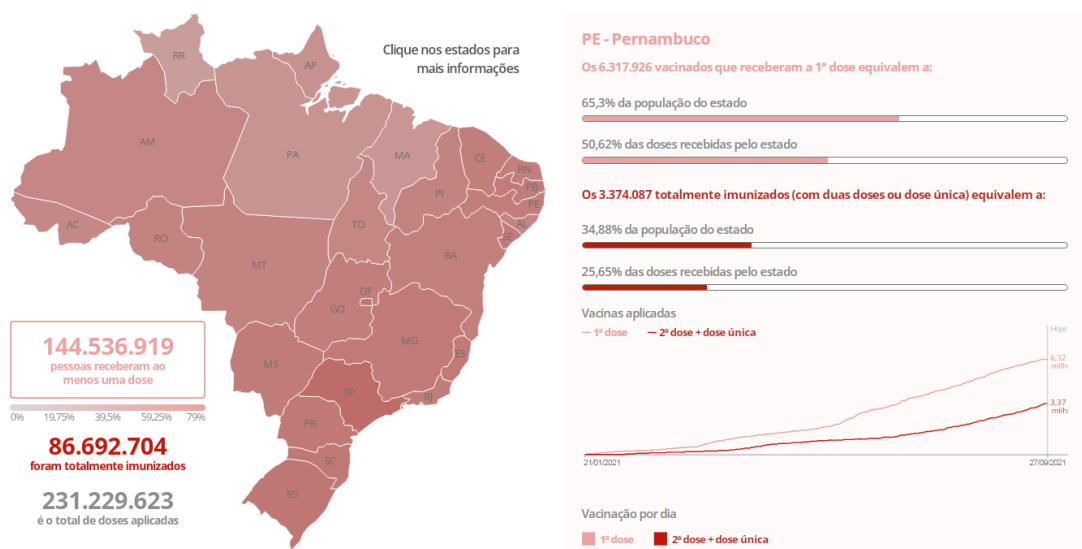 Clique nos estados para
mais informações
RR
AP
AM
PA
MA
CE
RN
PB
PE
PI
AL
SE
AC
RO
TO
BA
MT
DF
GO
MG
ES
MS
SP
RJ
PR
SC
RS
144.536.919
pessoas receberam ao
menos uma dose
0% 19,75% 39,5% 59,25% 79%
86.692.704
foram totalmente imunizados
231.229.623
é o total de doses aplicadas
PE - Pernambuco
Os 6.317.926 vacinados que receberam a 1ª dose equivalem a:
65,3% da população do estado
50,62% das doses recebidas pelo estado
Os 3.374.087 totalmente imunizados (com duas doses ou dose única) equivalem a:
34,88% da população do estado
25,65% das doses recebidas pelo estado
Vacinas aplicadas
1ª dose 2ª dose + dose única
Hoje
6,32
milh
3,37
milh
21/01/2021 27/09/2021
Vacinação por dia
1ª dose 2ª dose + dose única